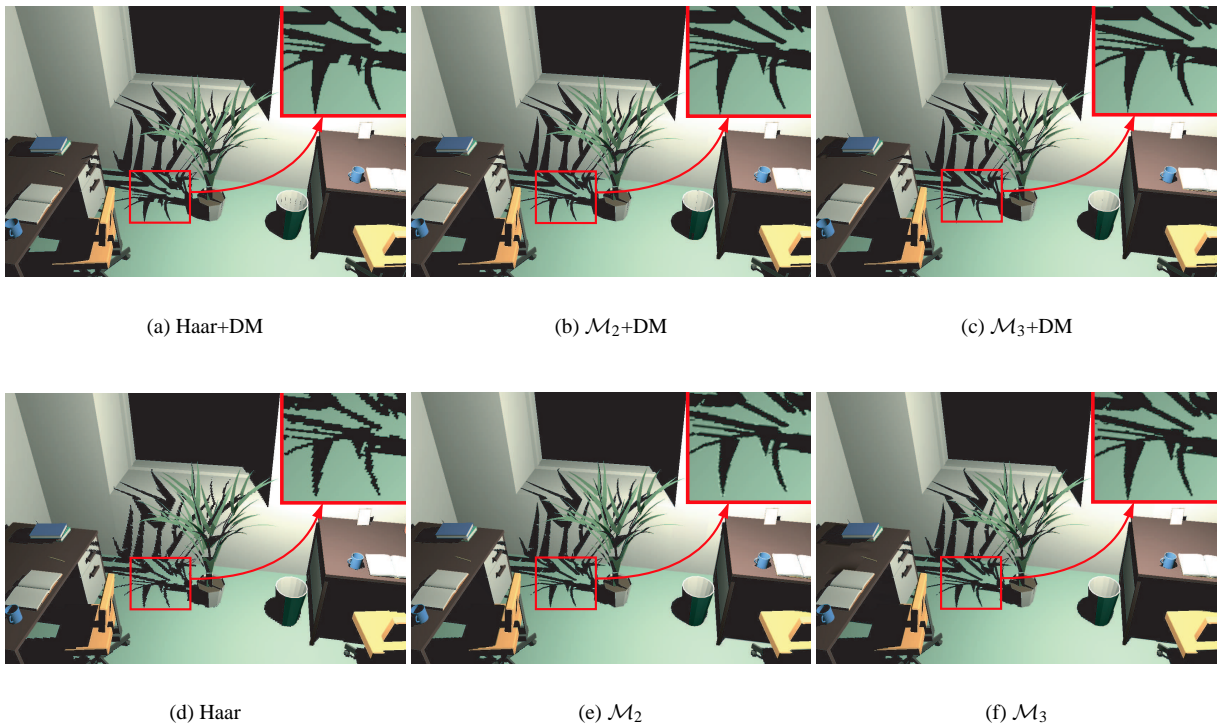 (a) Haar+DM
(b) M₂+DM
(c) M₃+DM
(d) Haar
(e) M₂
(f) M₃